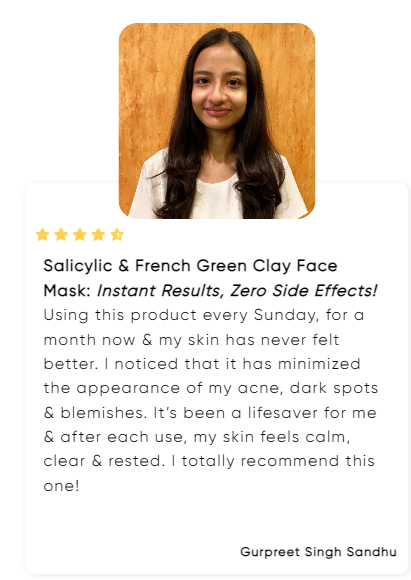 Salicylic & French Green Clay Face
Mask: Instant Results, Zero Side Effects!
Using this product every Sunday, for a
month now & my skin has never felt
better. I noticed that it has minimized
the appearance of my acne, dark spots
& blemishes. It’s been a lifesaver for me
& after each use, my skin feels calm,
clear & rested. I totally recommend this
one!
Gurpreet Singh Sandhu